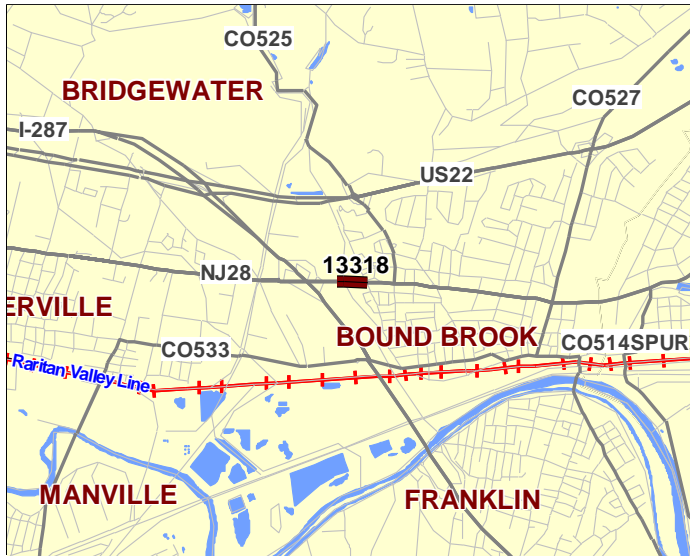 CO525
BRIDGEWATER
CO527
I-287
US22
13318
NJ28
ERVILLE
BOUND BROOK
CO533
CO514SPUR
Raritan Valley Line
MANVILLE
FRANKLIN